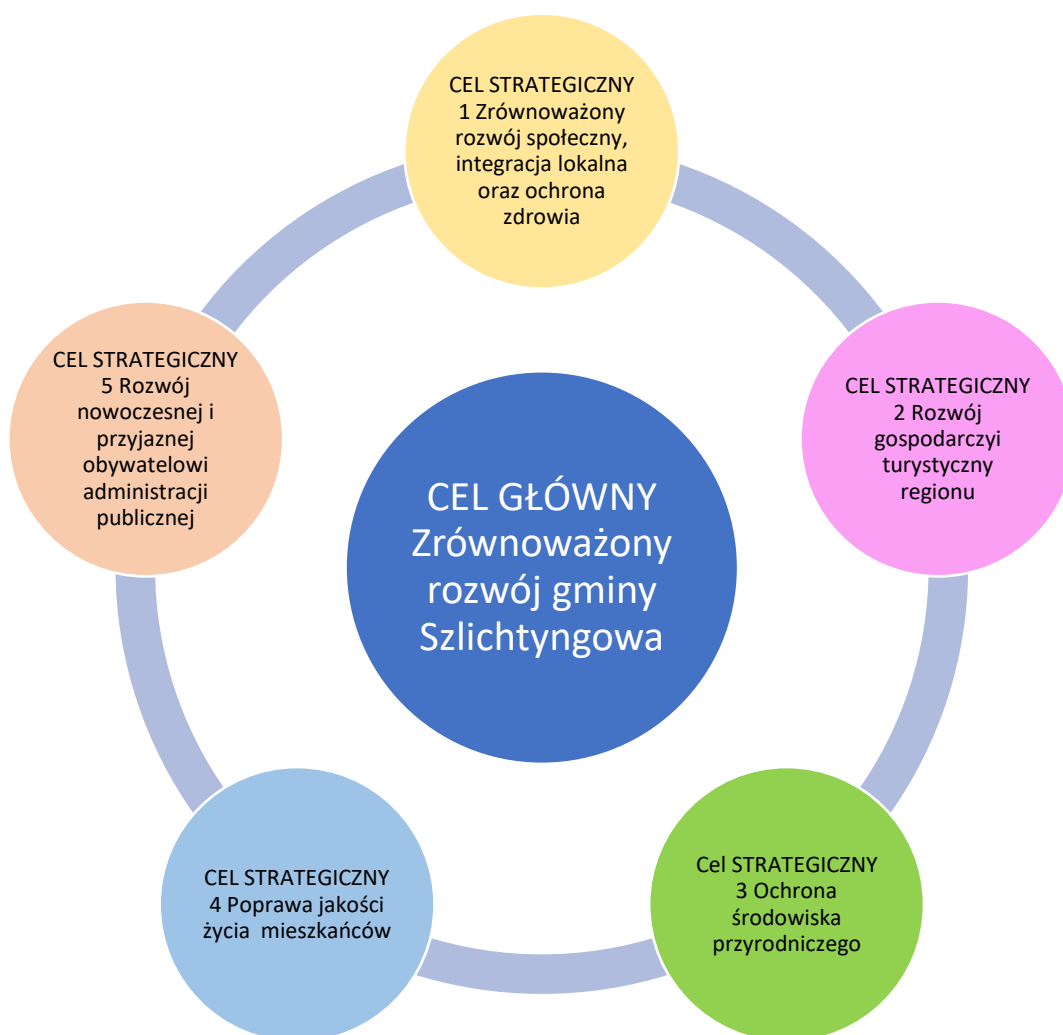 CEL STRATEGICZNY
1 Zrównoważony
rozwój społeczny,
integracja lokalna
oraz ochrona
zdrowia
CEL STRATEGICZNY
2 Rozwój
gospodarczyi
turystyczny
regionu
Cel STRATEGICZNY
3 Ochrona
środowiska
przyrodniczego
CEL STRATEGICZNY
4 Poprawa jakości
życia mieszkańców
CEL STRATEGICZNY
5 Rozwój
nowoczesnej i
przyjaznej
obywatelowi
administracji
publicznej
CEL GŁÓWNY
Zrównoważony
rozwój gminy
Szlichtyngowa